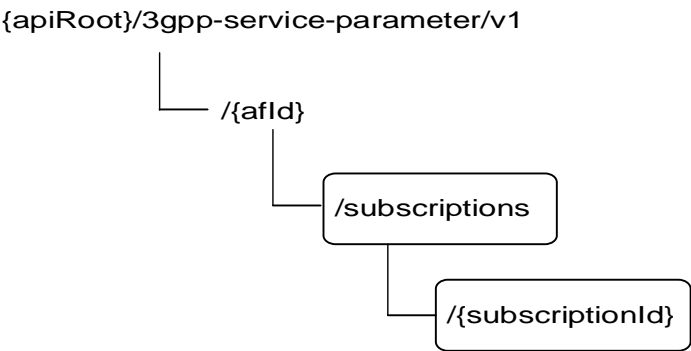 {apiRoot}/3gpp-service-parameter/v1
/{afId}
/subscriptions
/{subscriptionId}